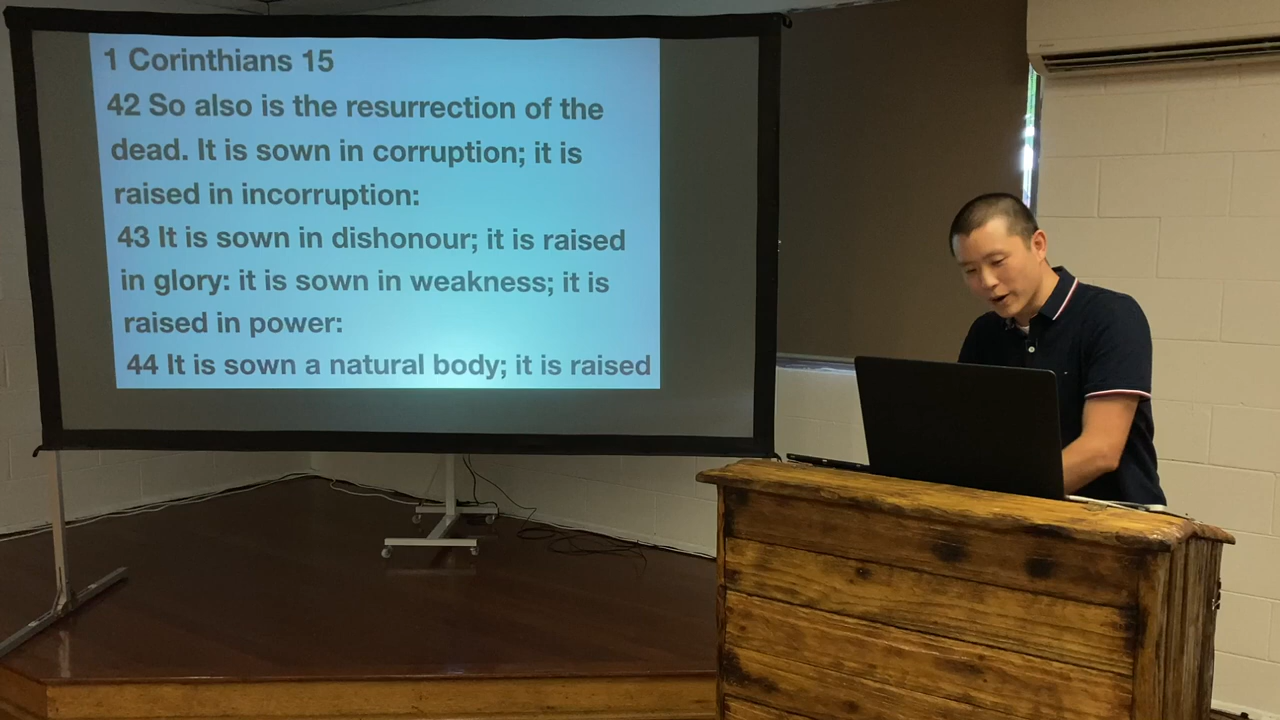 1 Corinthians 15
42 So also is the resurrection of the
dead. It is sown in corruption; it is
raised in incorruption:
43 It is sown in dishonour; it is raised
in glory: it is sown in weakness; it is
raised in power:
44 It is sown a natural body; it is raised